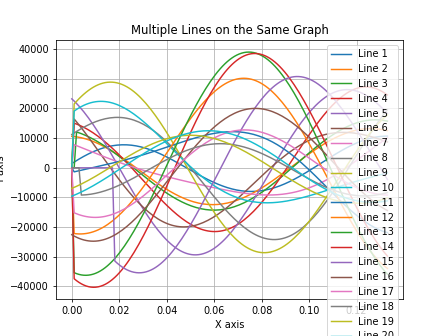 Multiple Lines on the Same Graph
40000
30000
20000
10000
0
-10000
-20000
-30000
-40000
0.00 0.02 0.04 0.06 0.08 0.10
X axis
Line 1
Line 2
Line 3
Line 4
Line 5
Line 6
Line 7
Line 8
Line 9
Line 10
Line 11
Line 12
Line 13
Line 14
Line 15
Line 16
Line 17
Line 18
Line 19
Line 20